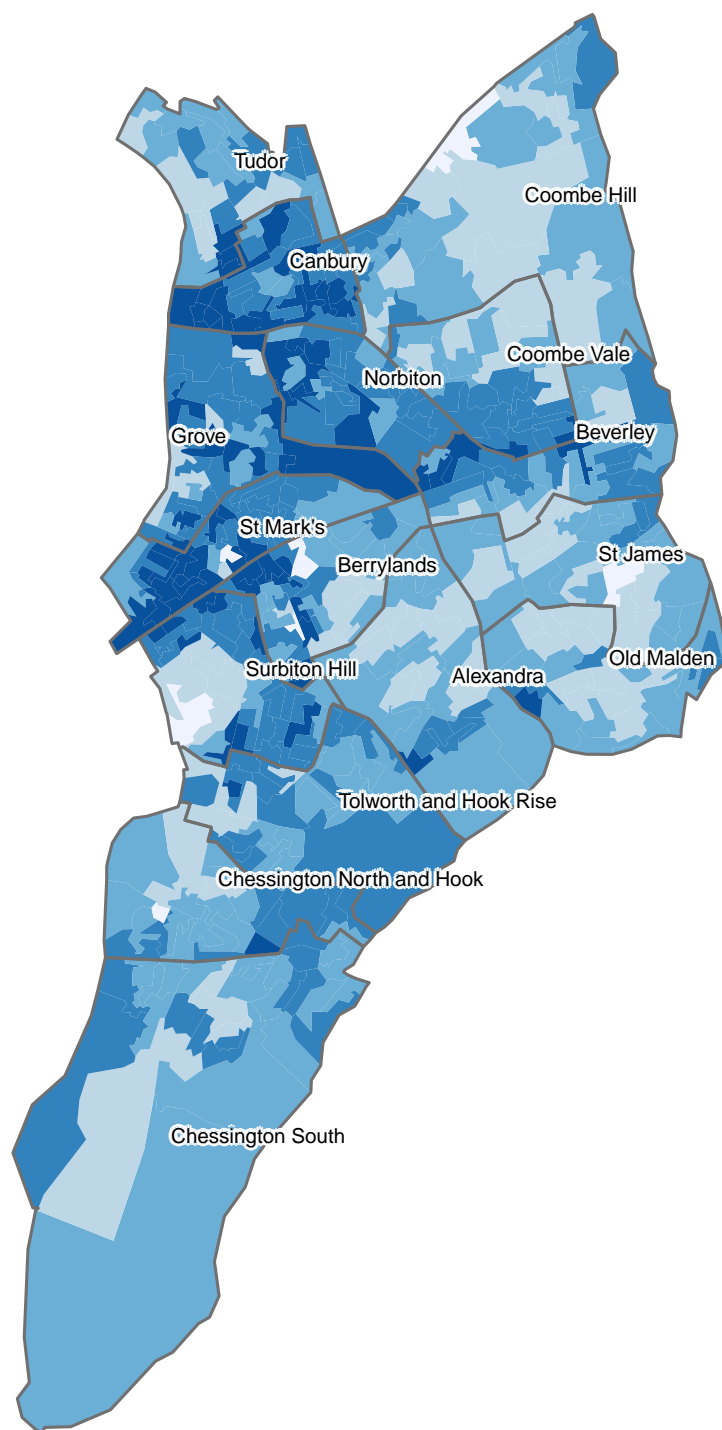 Tudor
Coombe Hill
Canbury
Coombe Vale
Norbiton
Beverley
Grove
St Mark's
St James
Berrylands
Old Malden
Surbiton Hill
Alexandra
Tolworth and Hook Rise
Chessington North and Hook
Chessington South